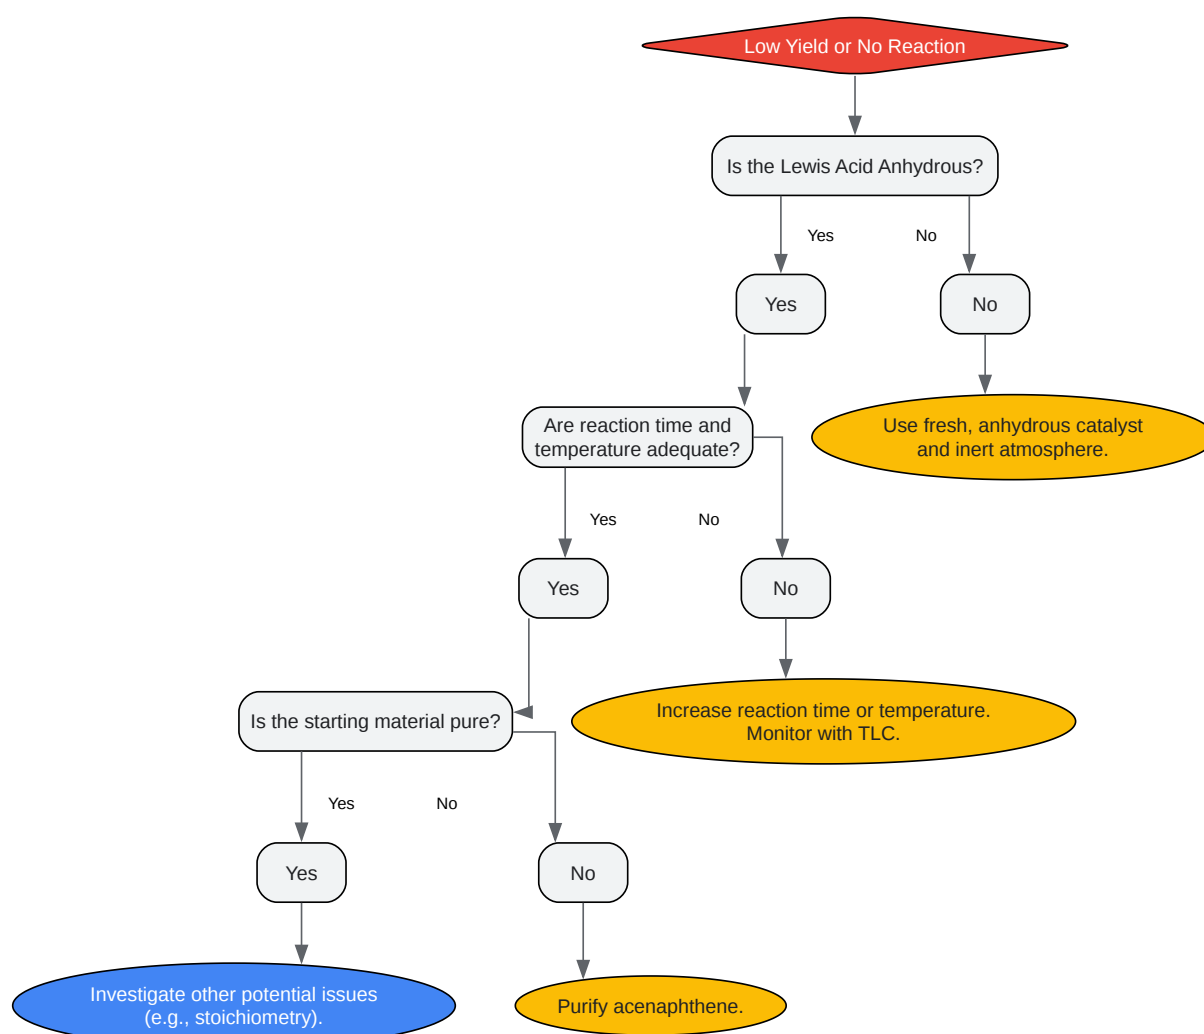 Low Yield or No Reaction
Is the Lewis Acid Anhydrous?
Yes
No
Yes
No
Are reaction time and
temperature adequate?
Use fresh, anhydrous catalyst
and inert atmosphere.
Yes
No
Yes
No
Is the starting material pure?
Increase reaction time or temperature.
Monitor with TLC.
Yes
No
Yes
No
Investigate other potential issues
(e.g., stoichiometry).
Purify acenaphthene.